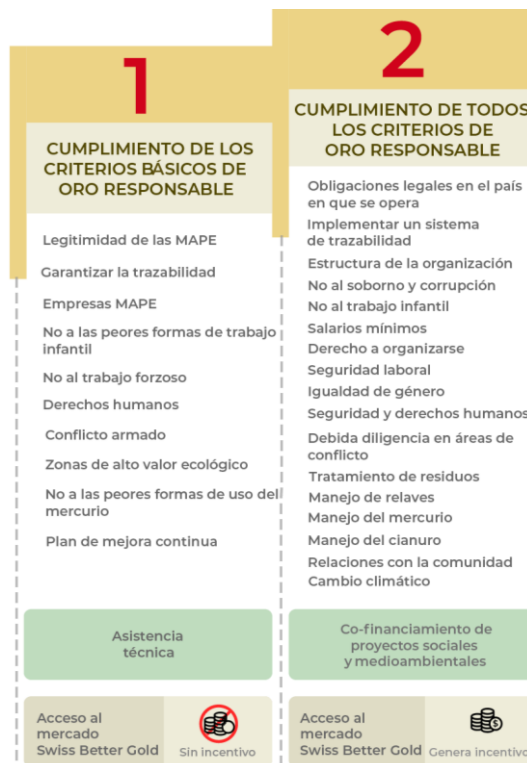 1
CUMPLIMIENTO DE LOS
CRITERIOS BÁSICOS DE
ORO RESPONSABLE
Legitimidad de las MAPE
Garantizar la trazabilidad
Empresas MAPE
No a las peores formas de trabajo
infantil
No al trabajo forzoso
Derechos humanos
Conflicto armado
Zonas de alto valor ecológico
No a las peores formas de uso del
mercurio
Plan de mejora continua
Asistencia
técnica
Acceso al
mercado
Swiss Better Gold
Sin incentivo
2
CUMPLIMIENTO DE TODOS
LOS CRITERIOS DE
ORO RESPONSABLE
Obligaciones legales en el país
en que se opera
Implementar un sistema
de trazabilidad
Estructura de la organización
No al soborno y corrupción
No al trabajo infantil
Salarios mínimos
Derecho a organizarse
Seguridad laboral
Igualdad de género
Seguridad y derechos humanos
Debida diligencia en áreas de
conflicto
Tratamiento de residuos
Manejo de relaves
Manejo del mercurio
Manejo del cianuro
Relaciones con la comunidad
Cambio climático
Co-financiamiento de
proyectos sociales
y medioambientales
Acceso al
mercado
Swiss Better Gold
$
Genera incentivo